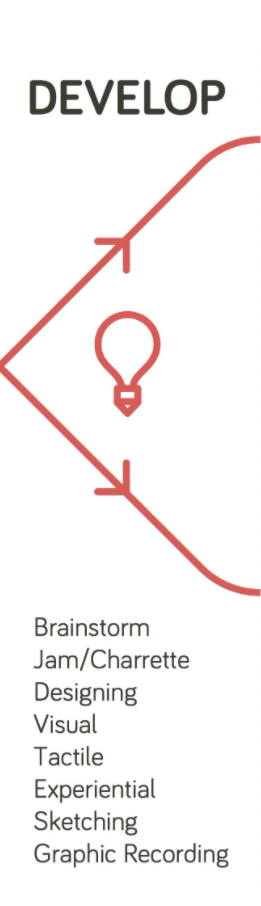 DEVELOP
Brainstorm
Jam/Charrette
Designing
Visual
Tactile
Experiential
Sketching
Graphic Recording